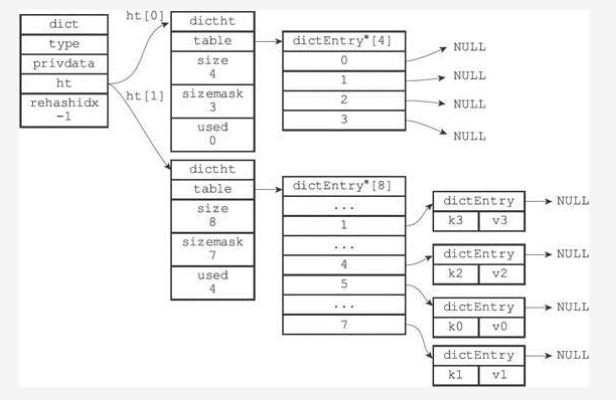 dict
type
privdata
ht
rehashidx
-1
ht[0]
ht[1]
dictht
table
size
4
sizemask
3
used
0
dictEntry*[4]
0
1
2
3
NULL
NULL
NULL
NULL
dictht
table
size
8
sizemask
7
used
4
dictEntry*[8]
...
1
...
4
5
...
7
dictEntry
k3 v3
NULL
dictEntry
k2 v2
NULL
dictEntry
k0 v0
NULL
dictEntry
k1 v1
NULL